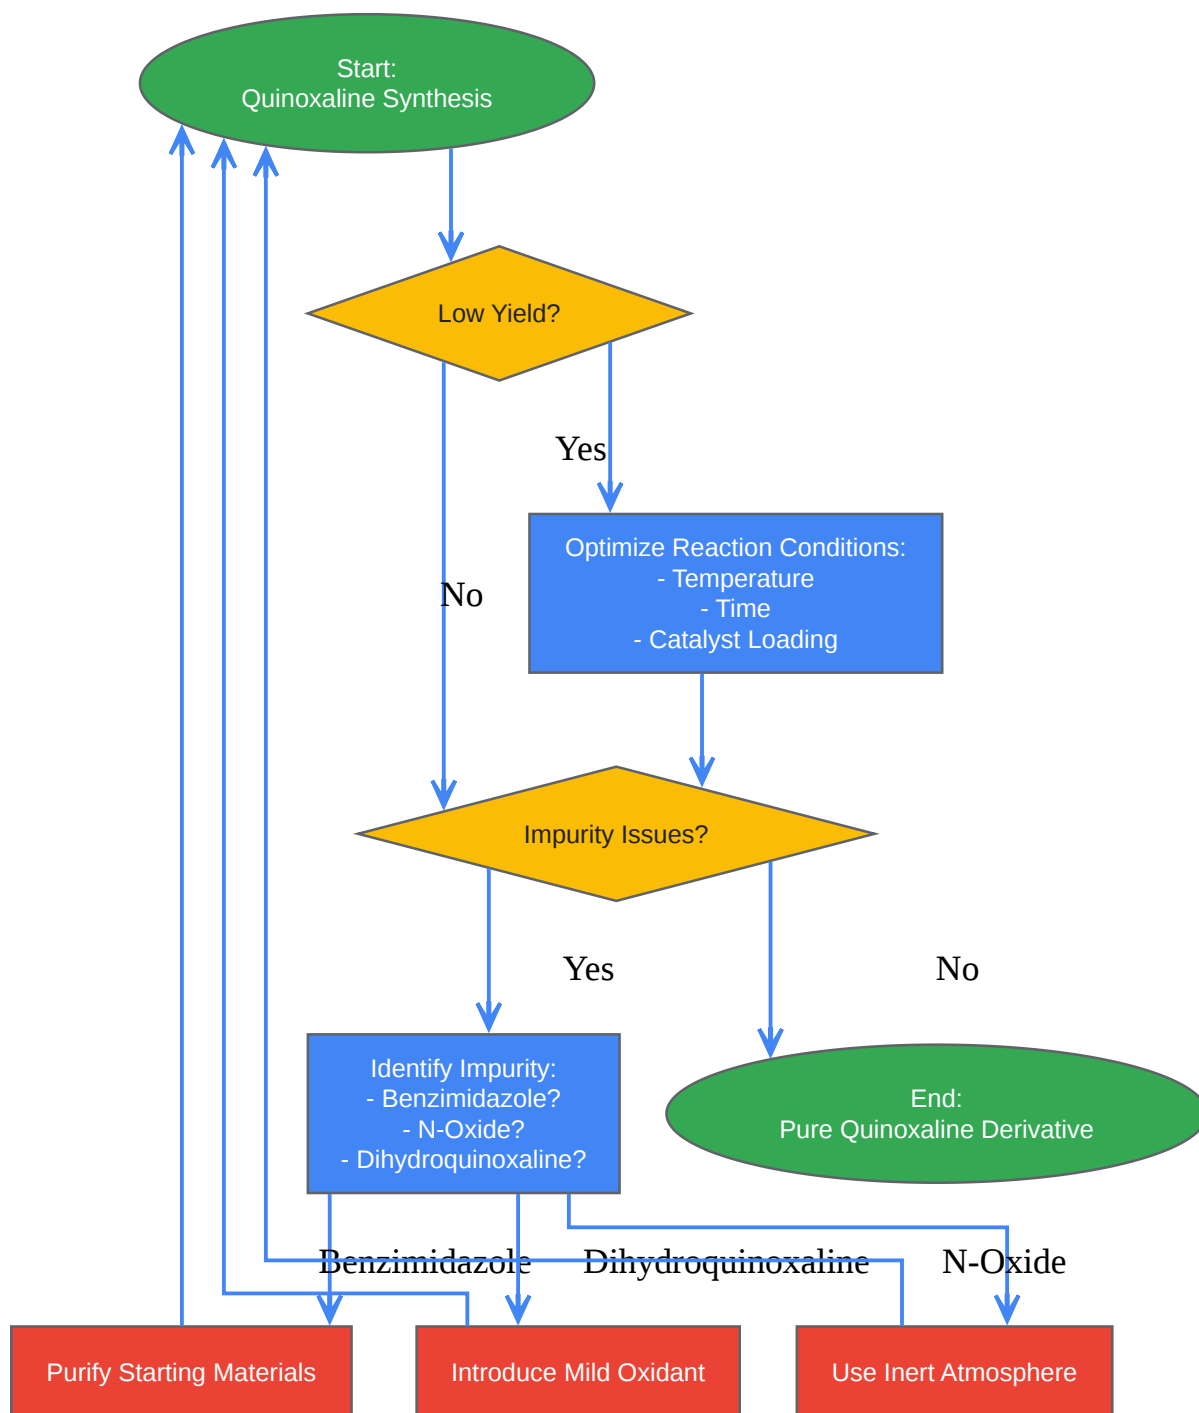 Start:
Quinoxaline Synthesis
Low Yield?
Yes
Optimize Reaction Conditions:
- Temperature
- Time
- Catalyst Loading
No
Impurity Issues?
Yes
No
Identify Impurity:
- Benzimidazole?
- N-Oxide?
- Dihydroquinoxaline?
End:
Pure Quinoxaline Derivative
Benzimidazole
Dihydroquinoxaline
N-Oxide
Purify Starting Materials
Introduce Mild Oxidant
Use Inert Atmosphere